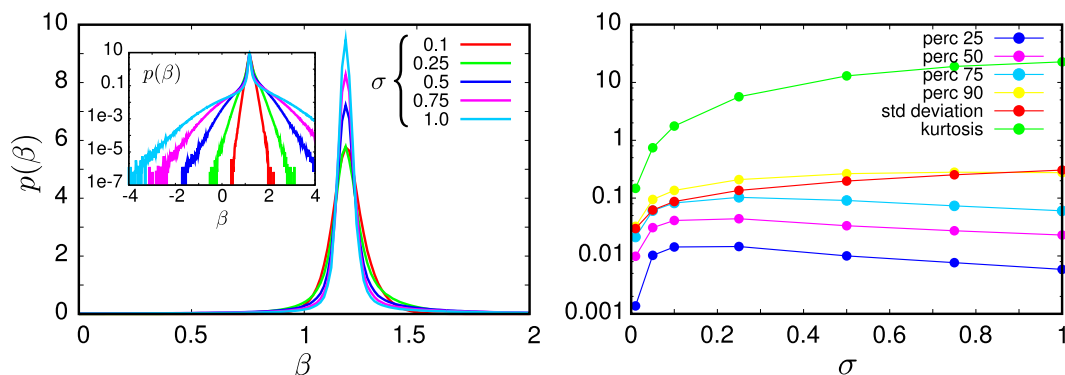 10
8
6
4
2
0
p(β)
0 0.5 1 1.5 2
β
σ { 0.1
0.25
0.5
0.75
1.0
10
0.1
1e-3
1e-5
1e-7
p(β)
-4 -2 0 2 4
β
100
10
1
0.1
0.01
0.001
0 0.2 0.4 0.6 0.8 1
σ
perc 25
perc 50
perc 75
perc 90
std deviation
kurtosis